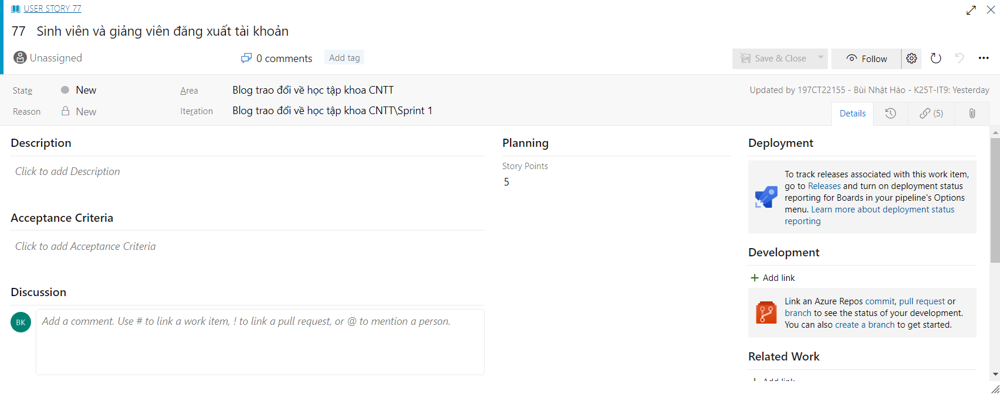 USER STORY 77
77 Sinh viên và giảng viên đăng xuất tài khoản
Unassigned
0 comments
Add tag
Save & Close
Follow
State
New
Area
Blog trao đổi về học tập khoa CNTT
Updated by 197CT22155 - Bùi Nhật Hào - K25T-IT9: Yesterday
Reason
New
Iteration
Blog trao đổi về học tập khoa CNTT\Sprint 1
Details
(5)
Description
Click to add Description
Acceptance Criteria
Click to add Acceptance Criteria
Discussion
BK
Add a comment. Use # to link a work item, ! to link a pull request, or @ to mention a person.
Planning
Story Points
5
Deployment
To track releases associated with this work item,
go to Releases and turn on deployment status
reporting for Boards in your pipeline's Options
menu. Learn more about deployment status
reporting
Development
Add link
Link an Azure Repos commit, pull request or
branch to see the status of your development.
You can also create a branch to get started.
Related Work
Add link